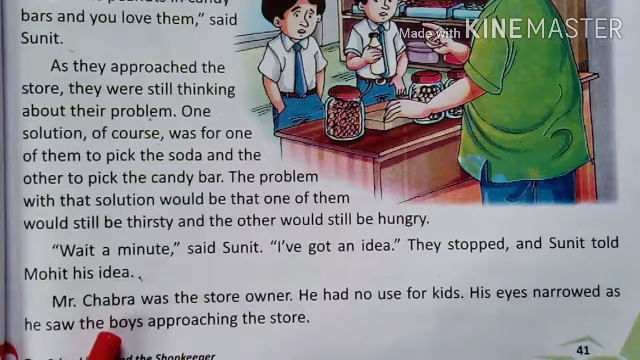 bars and you love them,” said
Sunit.
As they approached the
store, they were still thinking
about their problem. One
solution, of course, was for one
of them to pick the soda and the
other to pick the candy bar. The problem
with that solution would be that one of them
would still be thirsty and the other would still be hungry.
“Wait a minute,” said Sunit. “I’ve got an idea.” They stopped, and Sunit told
Mohit his idea.
Mr. Chabra was the store owner. He had no use for kids. His eyes narrowed as
he saw the boys approaching the store.
and the Shopkeeper
41
Made with KINEMASTER